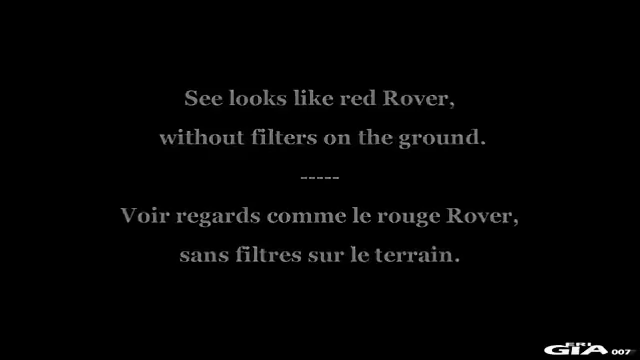 See looks like red Rover,
without filters on the ground.
-----
Voir regards comme le rouge Rover,
sans filtres sur le terrain.
ERI
GIA 007